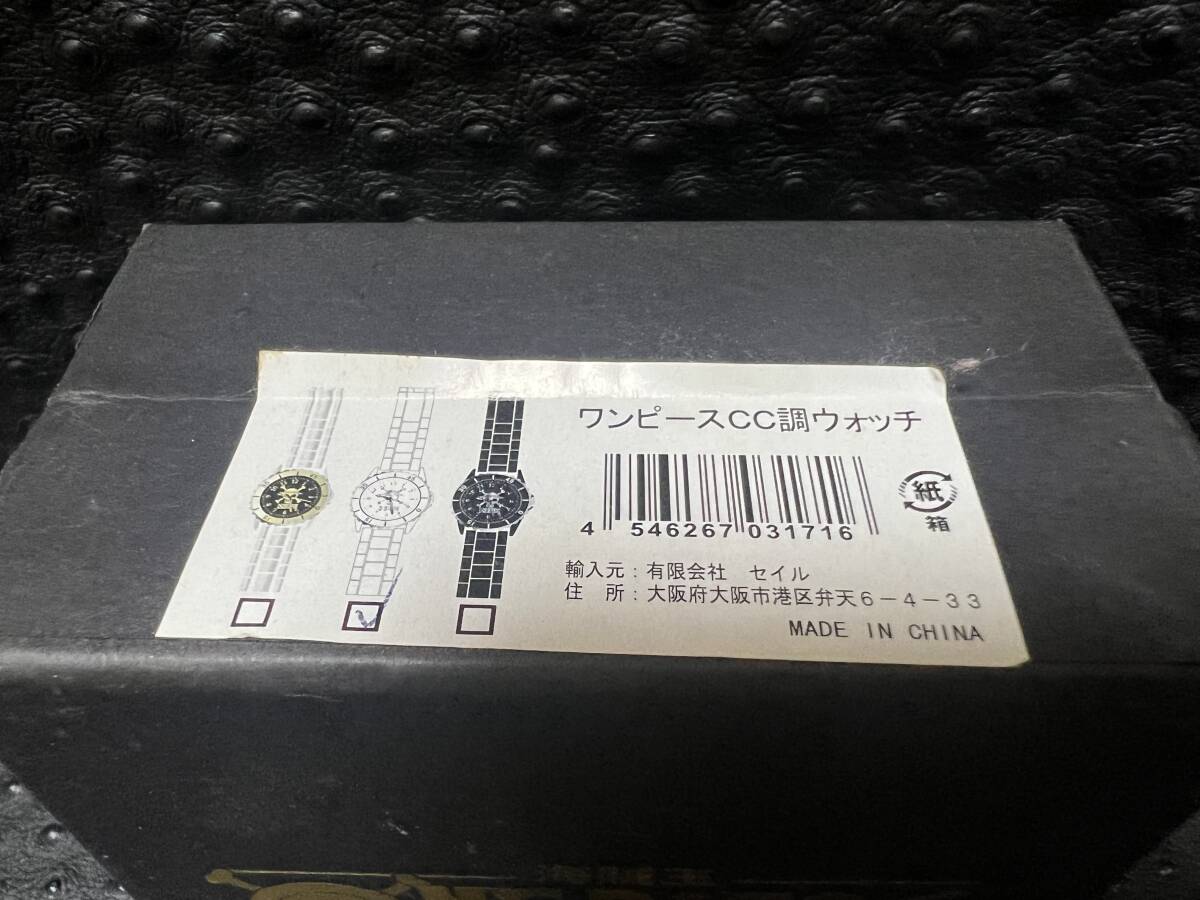 ワンピースCC調ウォッチ
4 546267 031716
紙
箱
輸入元:有限会社 セイル
住 所:大阪府大阪市港区弁天6-4-33
MADE IN CHINA